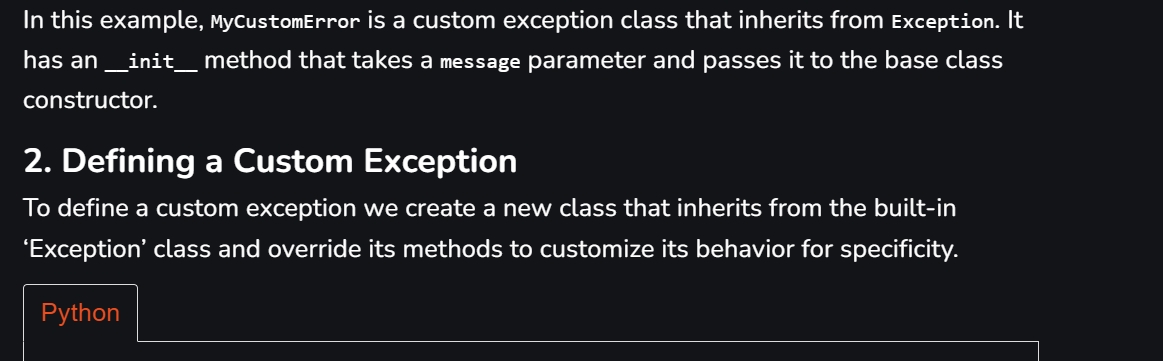 In this example, MyCustomError is a custom exception class that inherits from Exception. It
has an __init__ method that takes a message parameter and passes it to the base class
constructor.
2. Defining a Custom Exception
To define a custom exception we create a new class that inherits from the built-in
‘Exception’ class and override its methods to customize its behavior for specificity.
Python